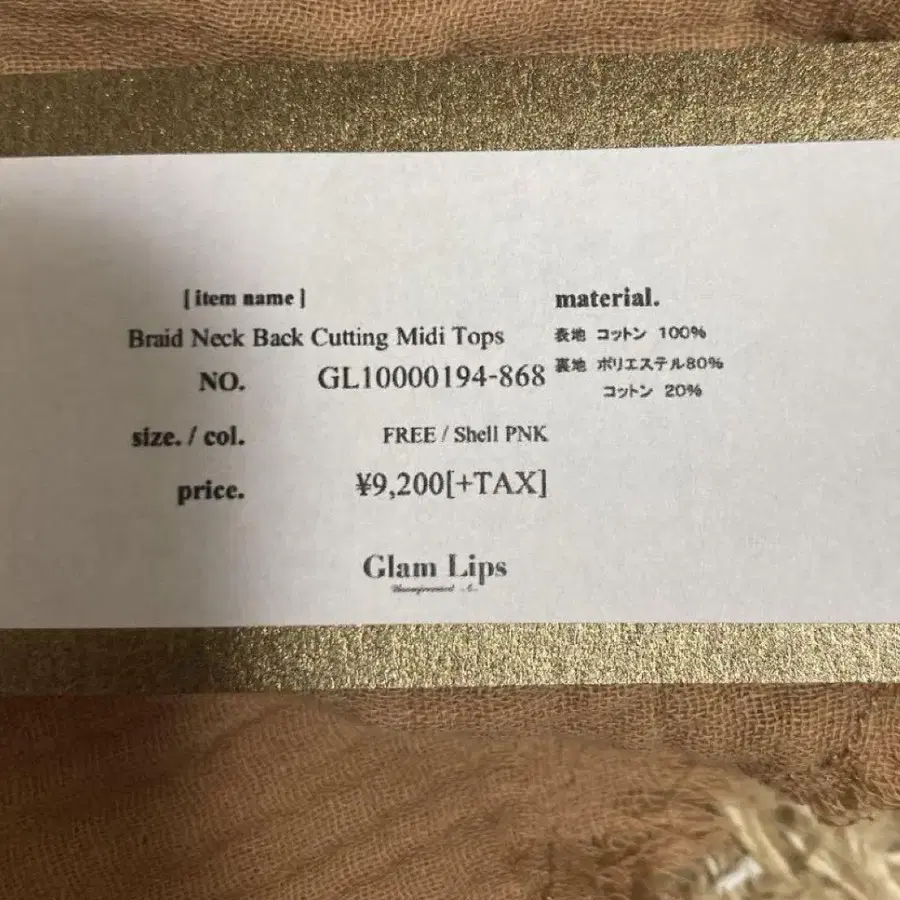 [ item name ]
Braid Neck Back Cutting Midi Tops
NO. GL10000194-868
size. / col. FREE / Shell PNK
price. ¥9,200[+TAX]
material.
表地 コットン 100%
裏地 ポリエステル80%
コットン 20%
Glam Lips